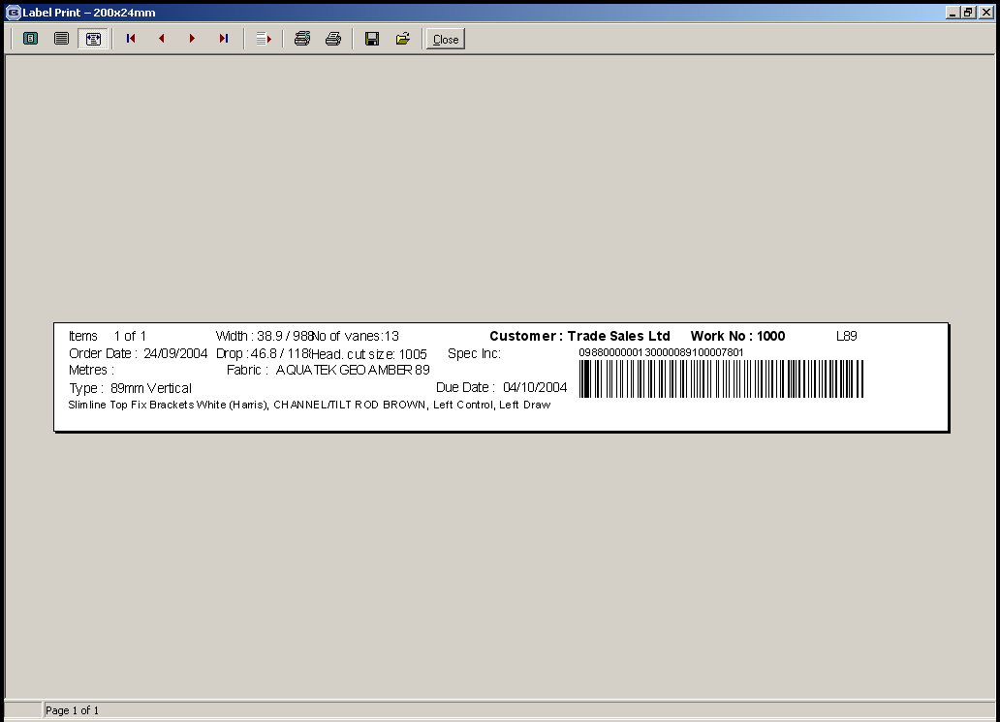 Label Print – 200x24mm
Close
Items 1 of 1 Width : 38.9 / 988 No of vanes:13 Customer : Trade Sales Ltd Work No : 1000 L89
Order Date : 24/09/2004 Drop : 46.8 / 118 Head. cut size: 1005 Spec Inc: 0988000000130000089100007801
Metres : Fabric : AQUATEK GEO AMBER 89
Type : 89mm Vertical Due Date : 04/10/2004
Slimline Top Fix Brackets White (Harris), CHANNEL/TILT ROD BROWN, Left Control, Left Draw
Page 1 of 1